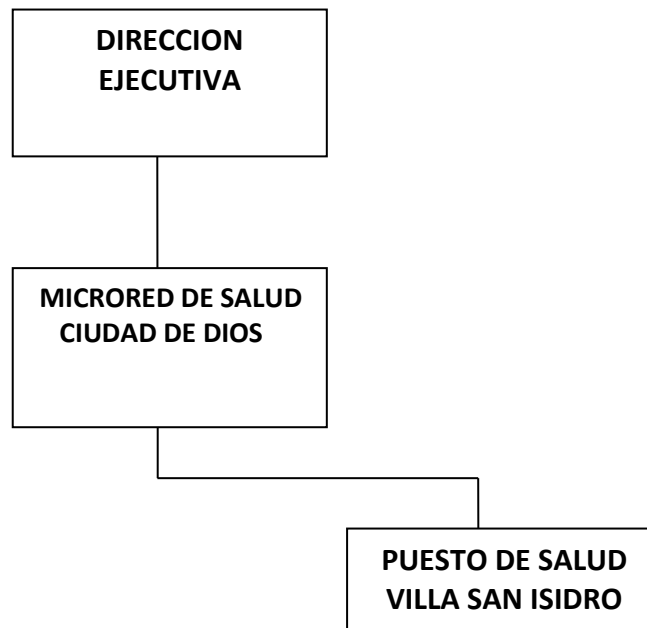 DIRECCION
EJECUTIVA
MICRORED DE SALUD
CIUDAD DE DIOS
PUESTO DE SALUD
VILLA SAN ISIDRO